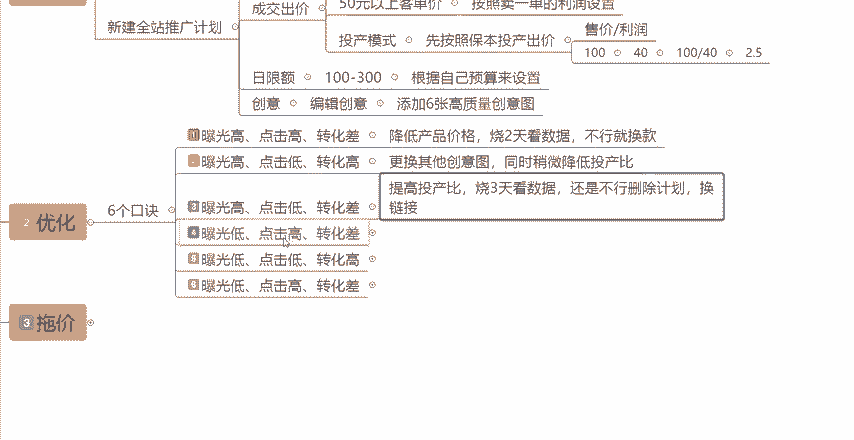 成交出价
50元以上客单价
按照卖一单的利润设置
新建全站推广计划
投产模式
先按照保本投产出价
售价/利润
100
40
100/40
2.5
日限额
100-300
根据自己预算来设置
创意
编辑创意
添加6张高质量创意图
1曝光高、点击高、转化差
降低产品价格，烧2天看数据，不行就换款
曝光高、点击低、转化高
更换其他创意图，同时稍微降低投产比
提高投产比，烧3天看数据，还是不行删除计划，换
链接
2 优化
6个口诀
3曝光高、点击低、转化差
4曝光低、点击高、转化差
5曝光低、点击低、转化高
6曝光低、点击高、转化差
3 拖价